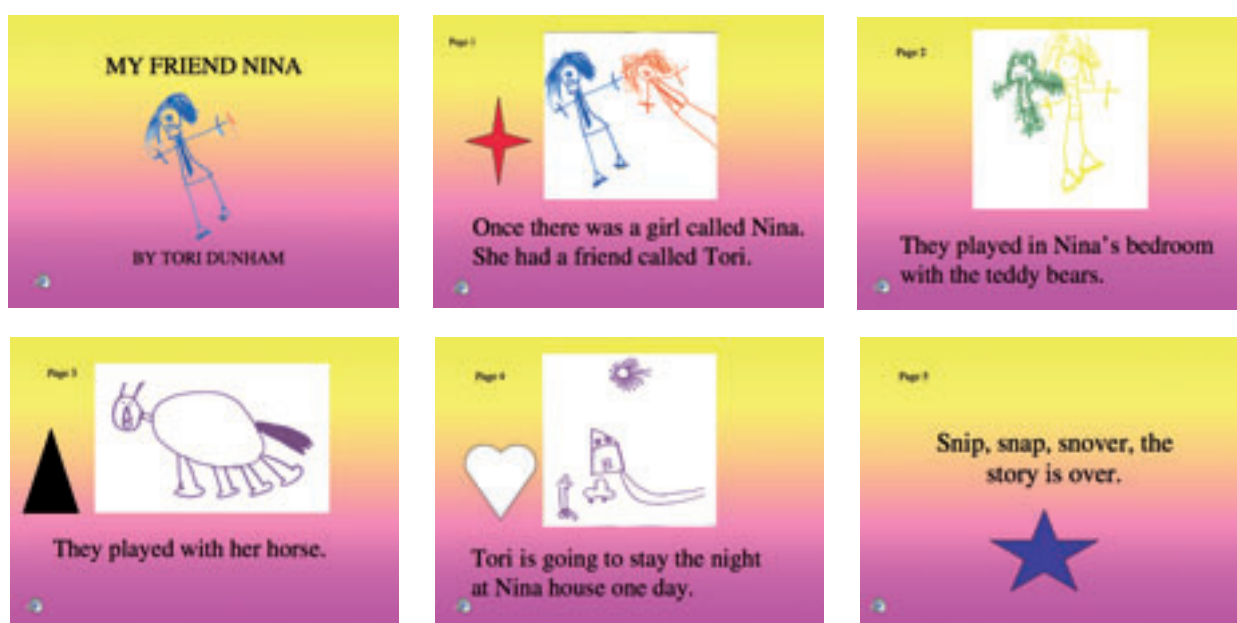 MY FRIEND NINA
BY TORI DUNHAM
Page 1
Once there was a girl called Nina.
She had a friend called Tori.
Page 2
They played in Nina's bedroom
with the teddy bears.
Page 3
They played with her horse.
Page 4
Tori is going to stay the night
at Nina house one day.
Page 5
Snip, snap, snover, the
story is over.